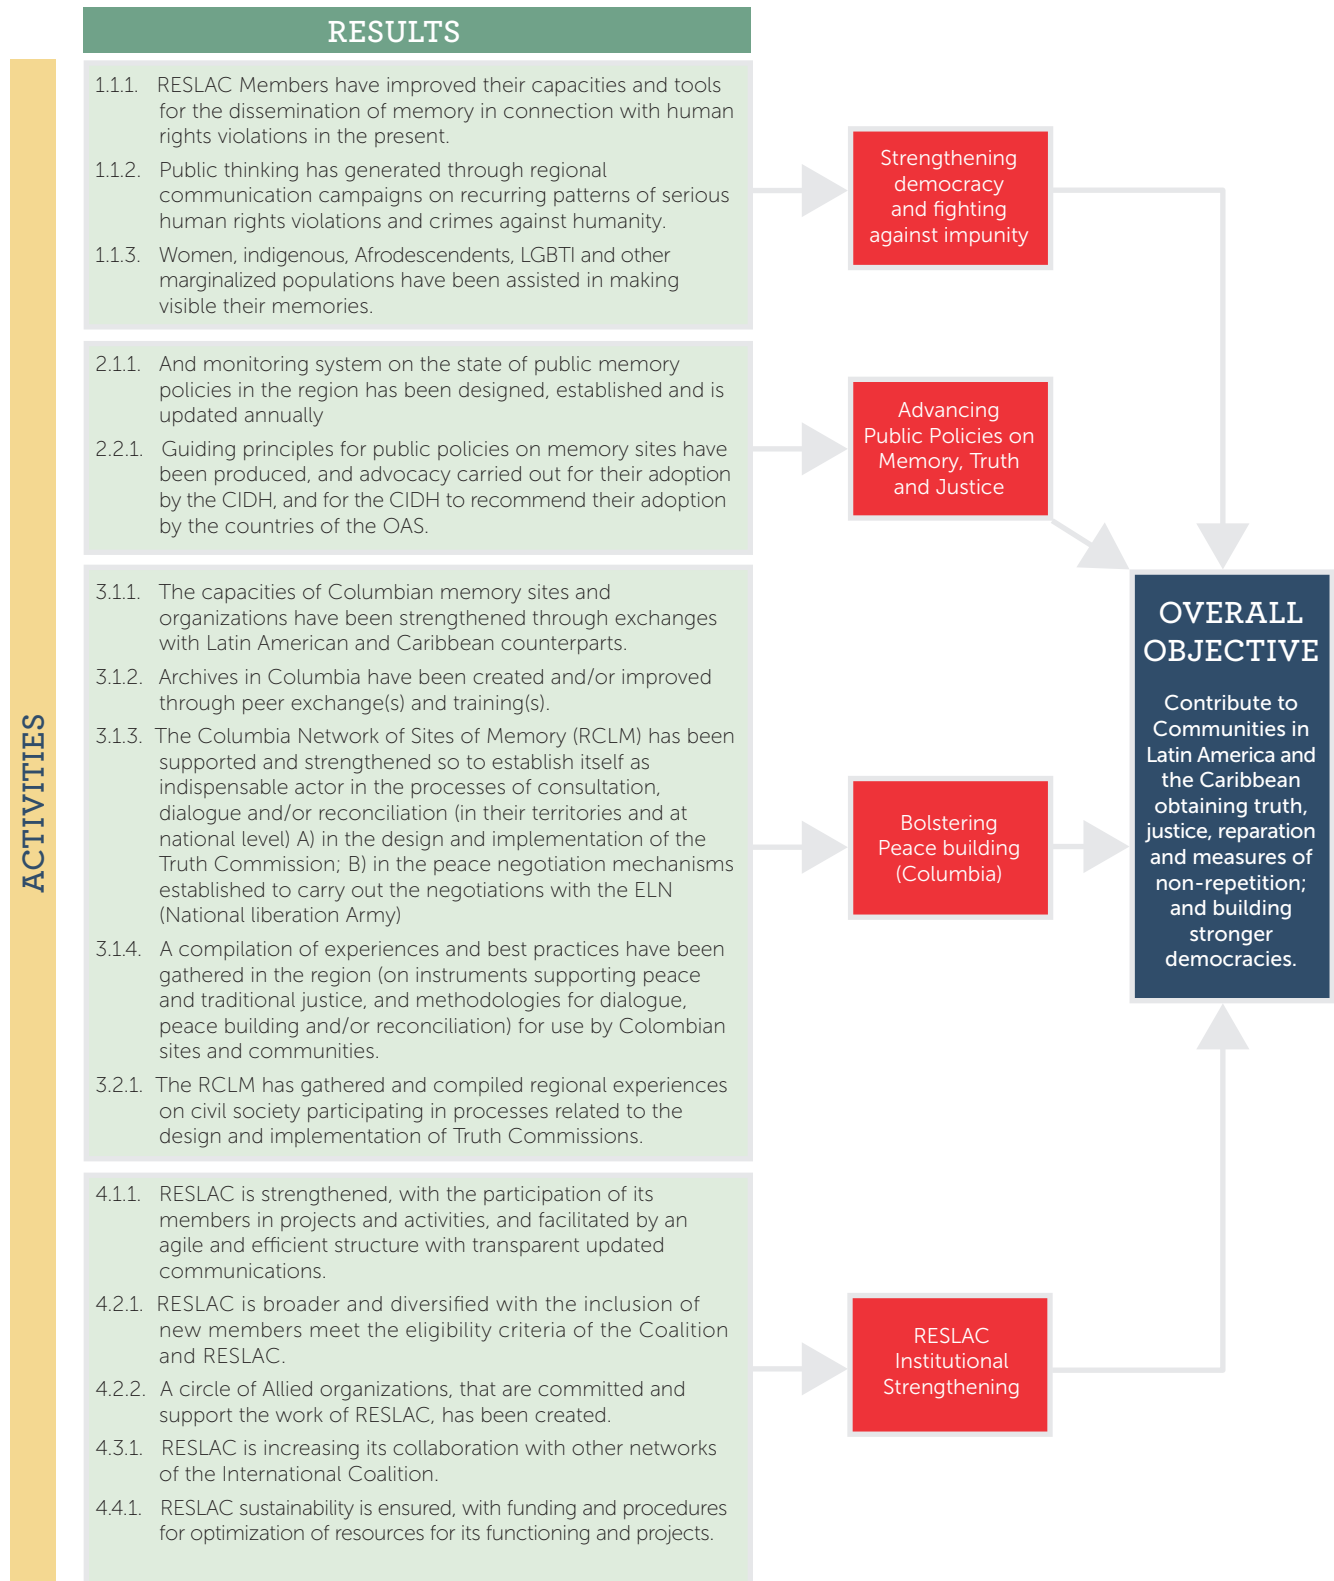 RESULTS
ACTIVITIES
1.1.1. RESLAC Members have improved their capacities and tools
for the dissemination of memory in connection with human
rights violations in the present.
1.1.2. Public thinking has generated through regional
communication campaigns on recurring patterns of serious
human rights violations and crimes against humanity.
1.1.3. Women, indigenous, Afrodescendents, LGBTI and other
marginalized populations have been assisted in making
visible their memories.
Strengthening
democracy
and fighting
against impunity
2.1.1. And monitoring system on the state of public memory
policies in the region has been designed, established and is
updated annually
2.2.1. Guiding principles for public policies on memory sites have
been produced, and advocacy carried out for their adoption
by the CIDH, and for the CIDH to recommend their adoption
by the countries of the OAS.
Advancing
Public Policies on
Memory, Truth
and Justice
3.1.1. The capacities of Columbian memory sites and
organizations have been strengthened through exchanges
with Latin American and Caribbean counterparts.
3.1.2. Archives in Columbia have been created and/or improved
through peer exchange(s) and training(s).
3.1.3. The Columbia Network of Sites of Memory (RCLM) has been
supported and strengthened so to establish itself as
indispensable actor in the processes of consultation,
dialogue and/or reconciliation (in their territories and at
national level) A) in the design and implementation of the
Truth Commission; B) in the peace negotiation mechanisms
established to carry out the negotiations with the ELN
(National liberation Army)
3.1.4. A compilation of experiences and best practices have been
gathered in the region (on instruments supporting peace
and traditional justice, and methodologies for dialogue,
peace building and/or reconciliation) for use by Colombian
sites and communities.
3.2.1. The RCLM has gathered and compiled regional experiences
on civil society participating in processes related to the
design and implementation of Truth Commissions.
Bolstering
Peace building
(Columbia)
4.1.1. RESLAC is strengthened, with the participation of its
members in projects and activities, and facilitated by an
agile and efficient structure with transparent updated
communications.
4.2.1. RESLAC is broader and diversified with the inclusion of
new members meet the eligibility criteria of the Coalition
and RESLAC.
4.2.2. A circle of Allied organizations, that are committed and
support the work of RESLAC, has been created.
4.3.1. RESLAC is increasing its collaboration with other networks
of the International Coalition.
4.4.1. RESLAC sustainability is ensured, with funding and procedures
for optimization of resources for its functioning and projects.
RESLAC
Institutional
Strengthening
OVERALL
OBJECTIVE
Contribute to
Communities in
Latin America and
the Caribbean
obtaining truth,
justice, reparation
and measures of
non-repetition;
and building
stronger
democracies.